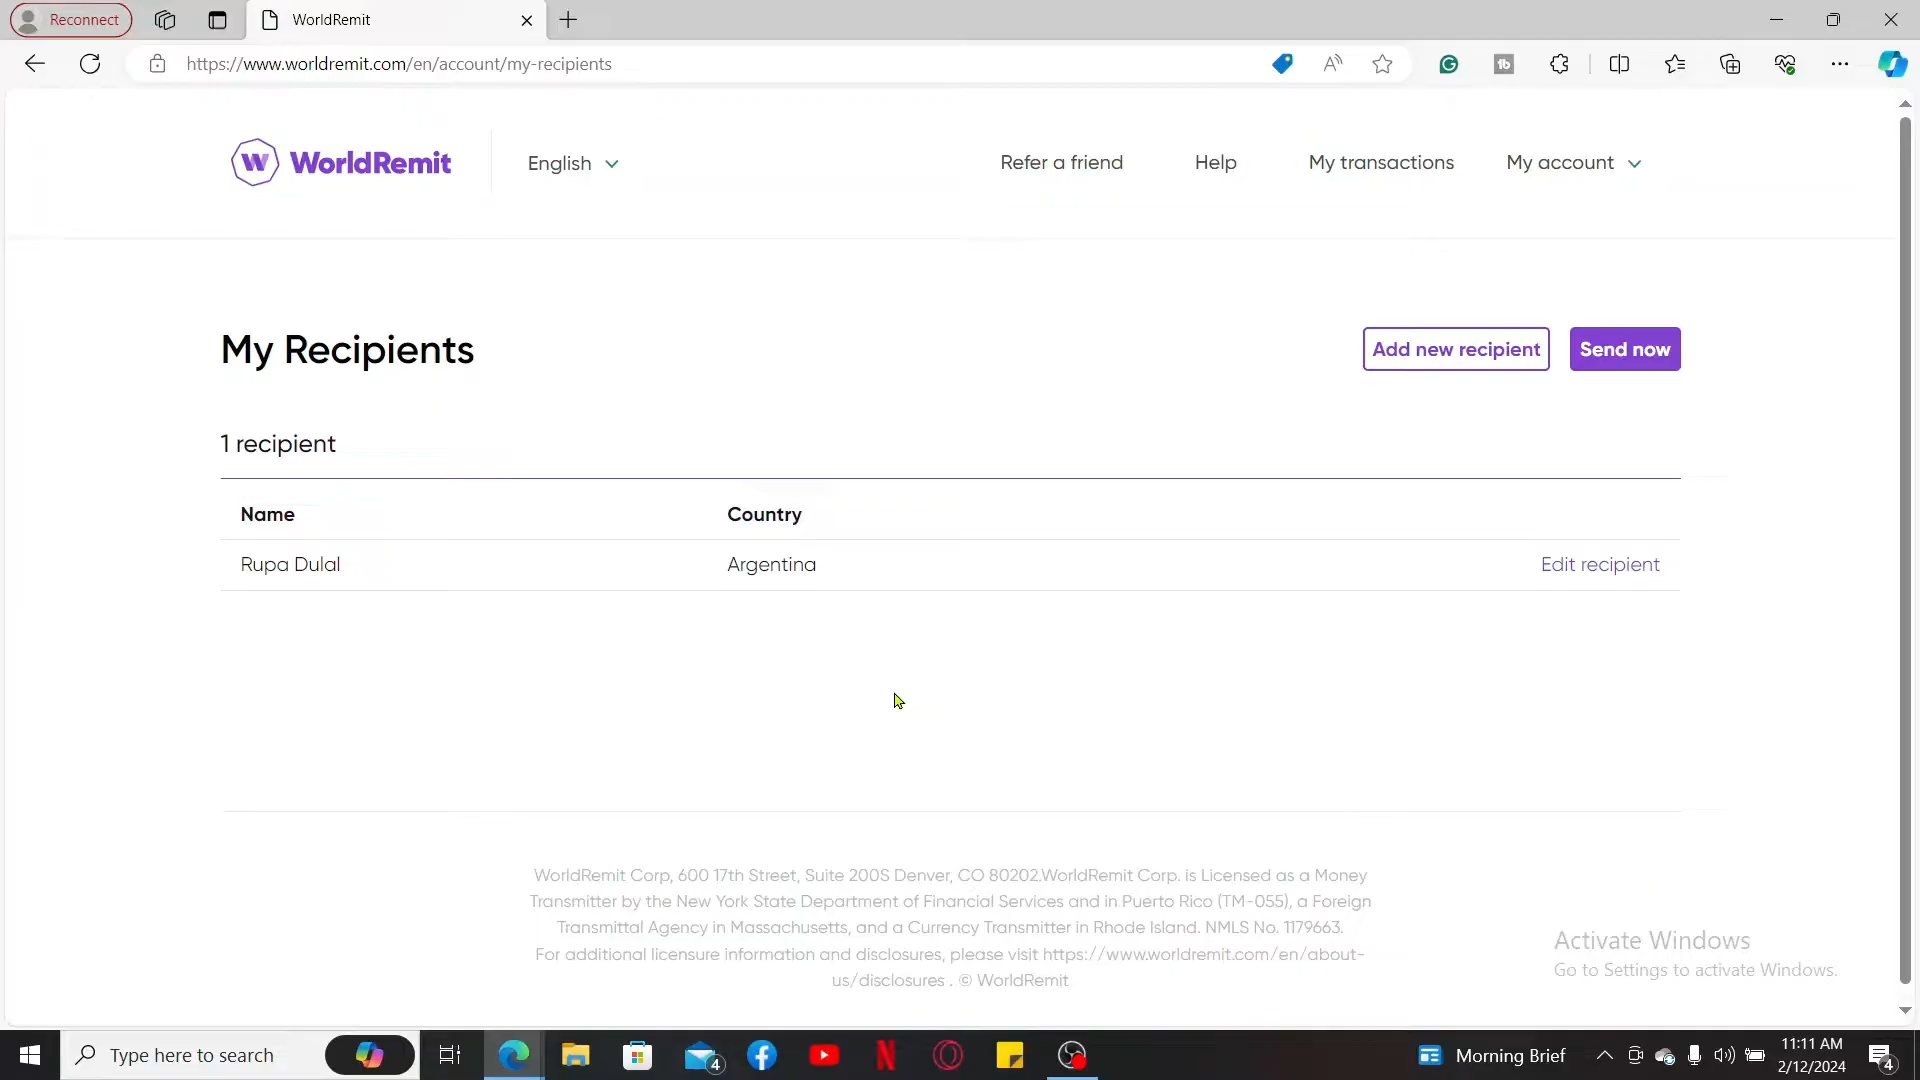 Reconnect
WorldRemit
https://www.worldremit.com/en/account/my-recipients
W WorldRemit
English
Refer a friend
Help
My transactions
My account
My Recipients
Add new recipient
Send now
1 recipient
Name Country
Rupa Dulal Argentina Edit recipient
WorldRemit Corp, 600 17th Street, Suite 200S Denver, CO 80202.WorldRemit Corp. is Licensed as a Money
Transmitter by the New York State Department of Financial Services and in Puerto Rico (TM-055), a Foreign
Transmittal Agency in Massachusetts, and a Currency Transmitter in Rhode Island. NMLS No. 1179663.
For additional licensure information and disclosures, please visit https://www.worldremit.com/en/about-
us/disclosures . © WorldRemit
Activate Windows
Go to Settings to activate Windows.
Type here to search
4
Morning Brief
11:11 AM
2/12/2024
4